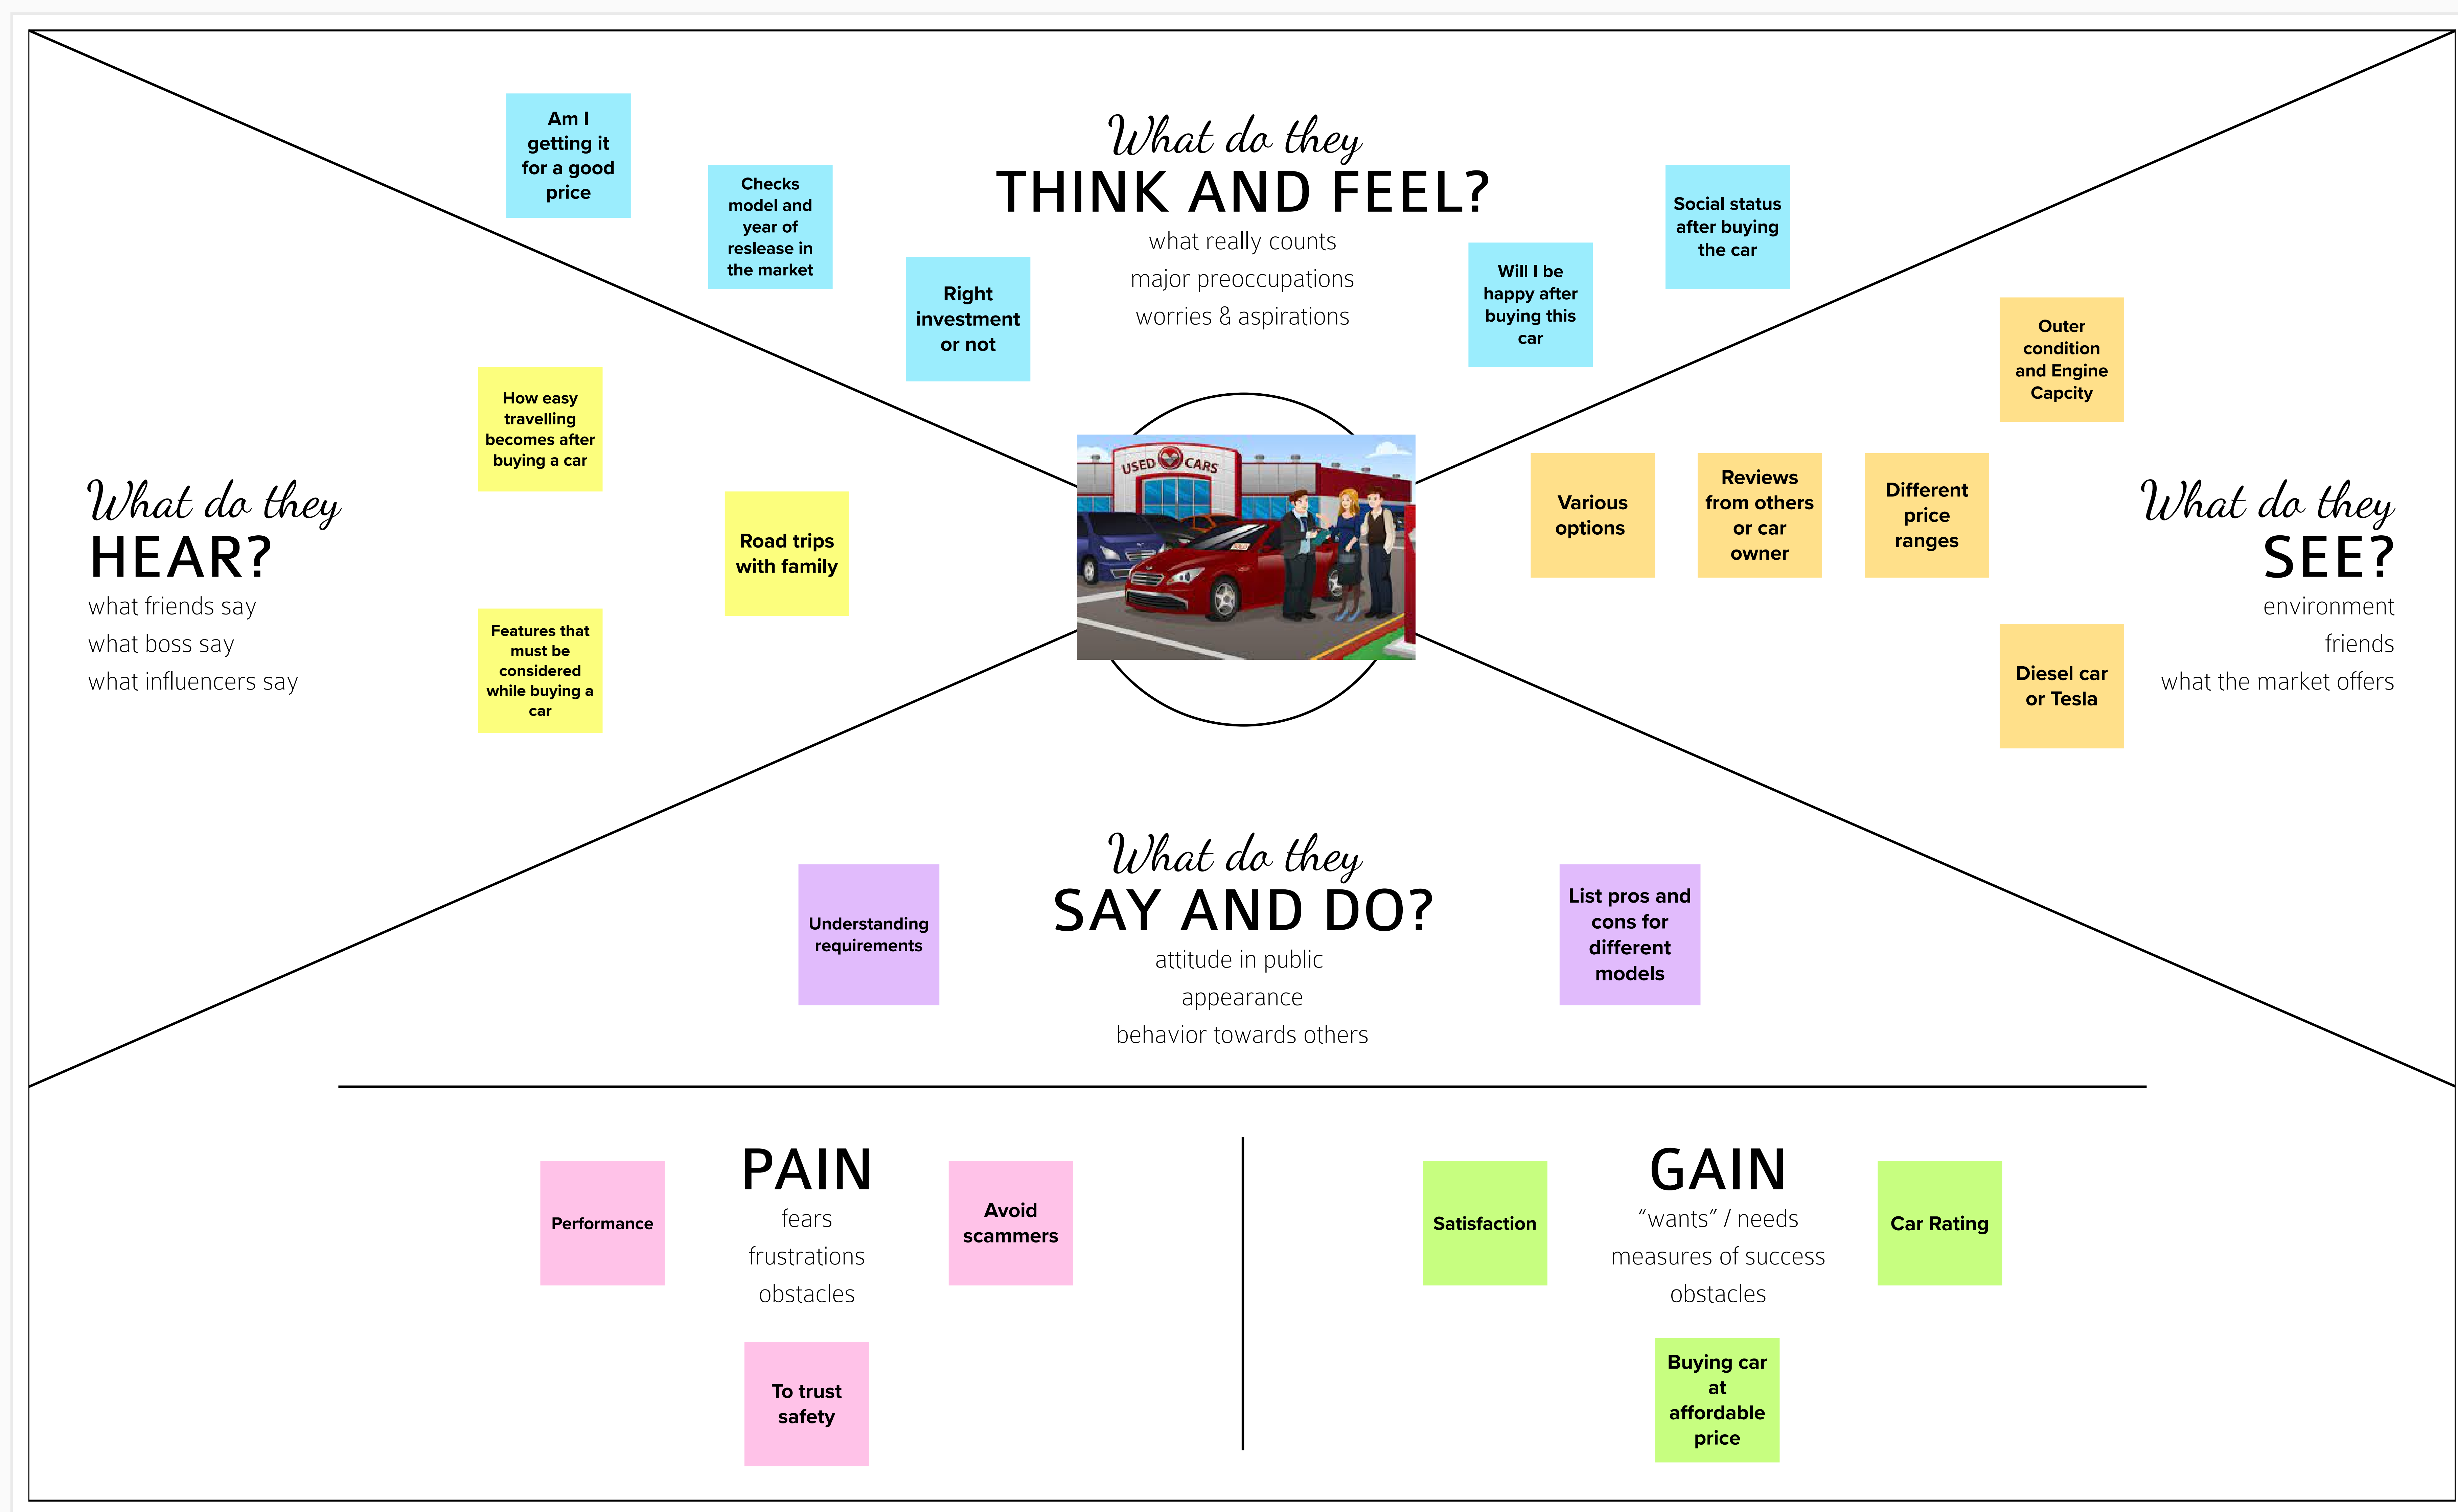 Am I
getting it
for a good
price
Checks
model and
year of
reslease in
the market
Right
investment
or not
What do they
THINK AND FEEL?
what really counts
major preoccupations
worries & aspirations
Will I be
happy after
buying this
car
Social status
after buying
the car
What do they
HEAR?
what friends say
what boss say
what influencers say
How easy
travelling
becomes after
buying a car
Road trips
with family
Features that
must be
considered
while buying a
car
USED CARS
Various
options
Reviews
from others
or car
owner
Different
price
ranges
Outer
condition
and Engine
Capcity
Diesel car
or Tesla
What do they
SEE?
environment
friends
what the market offers
Understanding
requirements
What do they
SAY AND DO?
attitude in public
appearance
behavior towards others
List pros and
cons for
different
models
Performance
PAIN
fears
frustrations
obstacles
Avoid
scammers
To trust
safety
Satisfaction
GAIN
“wants” / needs
measures of success
obstacles
Car Rating
Buying car
at
affordable
price